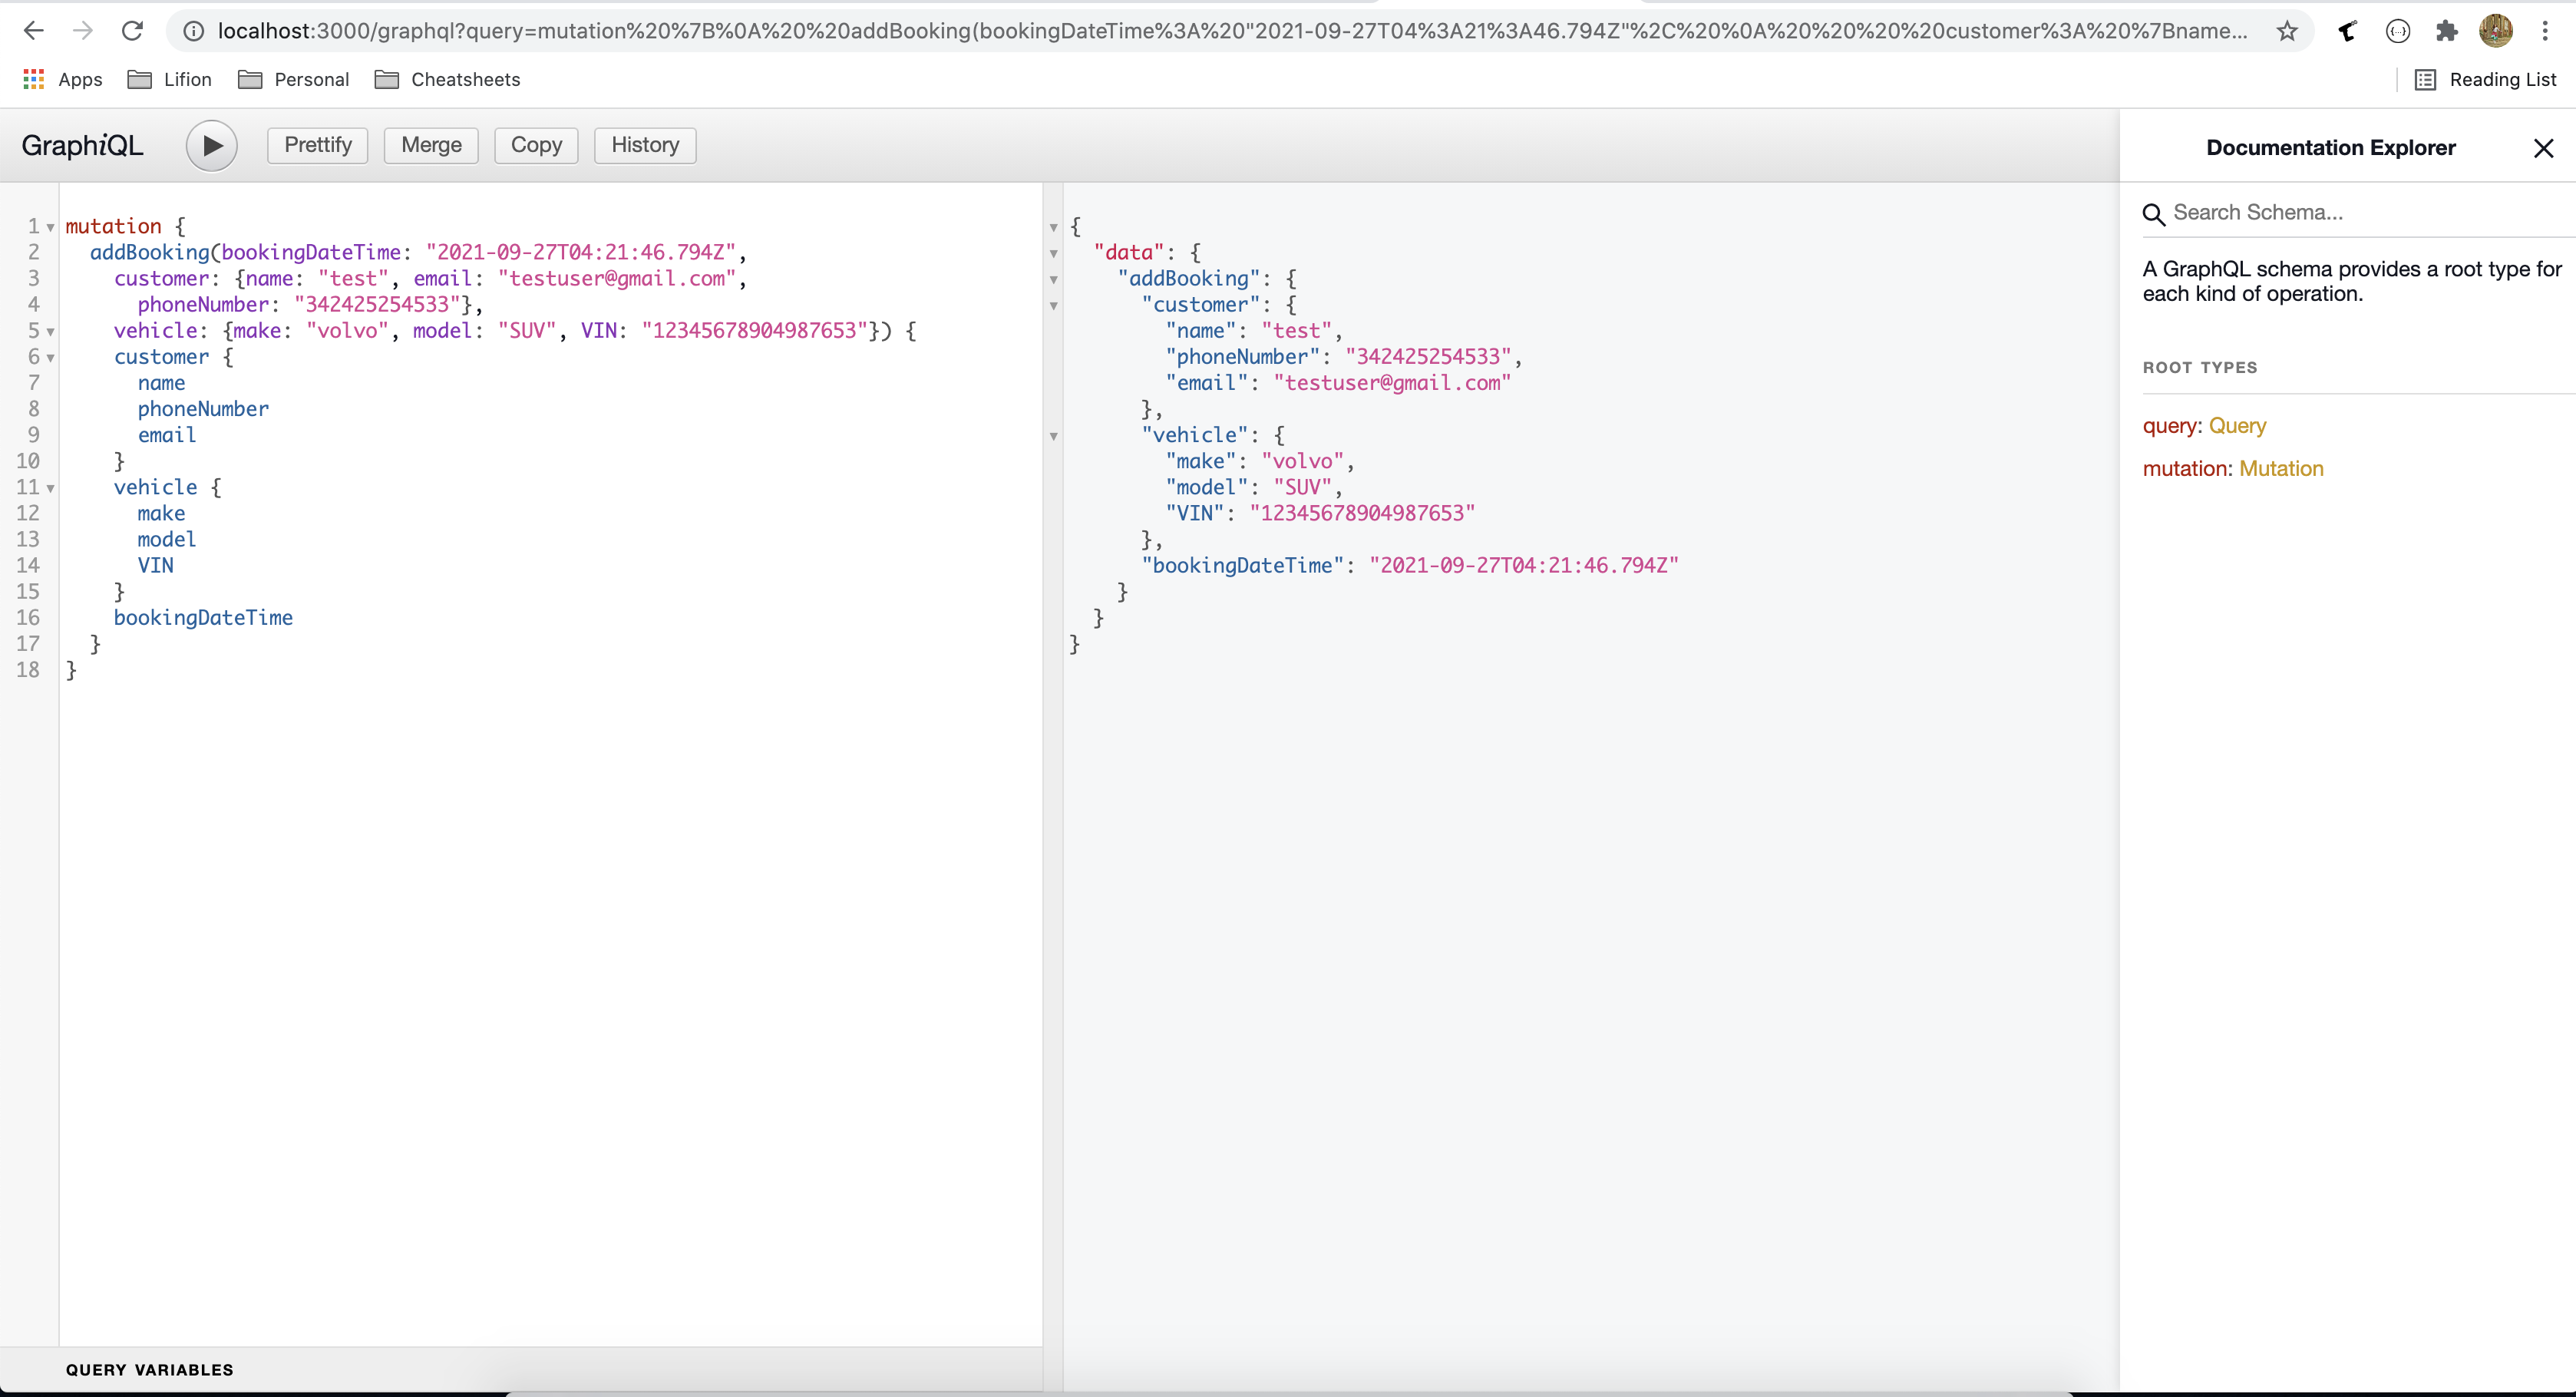 localhost:3000/graphql?query=mutation%20%7B%0A%20%20addBooking(bookingDateTime%3A%20"2021-09-27T04%3A21%3A46.794Z"%2C%20%0A%20%20%20%20customer%3A%20%7Bname...
Apps Lifion Personal Cheatsheets Reading List
GraphiQL Prettify Merge Copy History
1 mutation {
2 addBooking(bookingDateTime: "2021-09-27T04:21:46.794Z",
3 customer: {name: "test", email: "testuser@gmail.com",
4 phoneNumber: "342425254533"},
5 vehicle: {make: "volvo", model: "SUV", VIN: "12345678904987653"}) {
6 customer {
7 name
8 phoneNumber
9 email
10 }
11 vehicle {
12 make
13 model
14 VIN
15 }
16 bookingDateTime
17 }
18 }
QUERY VARIABLES
{
"data": {
"addBooking": {
"customer": {
"name": "test",
"phoneNumber": "342425254533",
"email": "testuser@gmail.com"
},
"vehicle": {
"make": "volvo",
"model": "SUV",
"VIN": "12345678904987653"
},
"bookingDateTime": "2021-09-27T04:21:46.794Z"
}
}
}
Documentation Explorer
Search Schema...
A GraphQL schema provides a root type for
each kind of operation.
ROOT TYPES
query: Query
mutation: Mutation